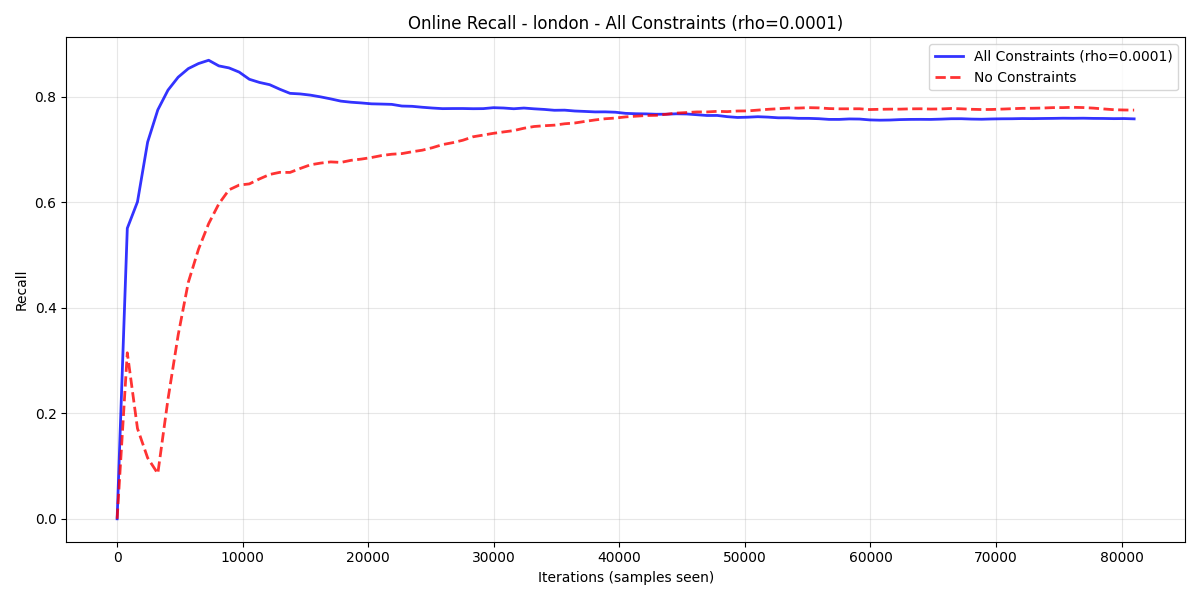 Online Recall - london - All Constraints (rho=0.0001)
All Constraints (rho=0.0001)
No Constraints
Recall
0.8
0.6
0.4
0.2
0.0
0 10000 20000 30000 40000 50000 60000 70000 80000
Iterations (samples seen)